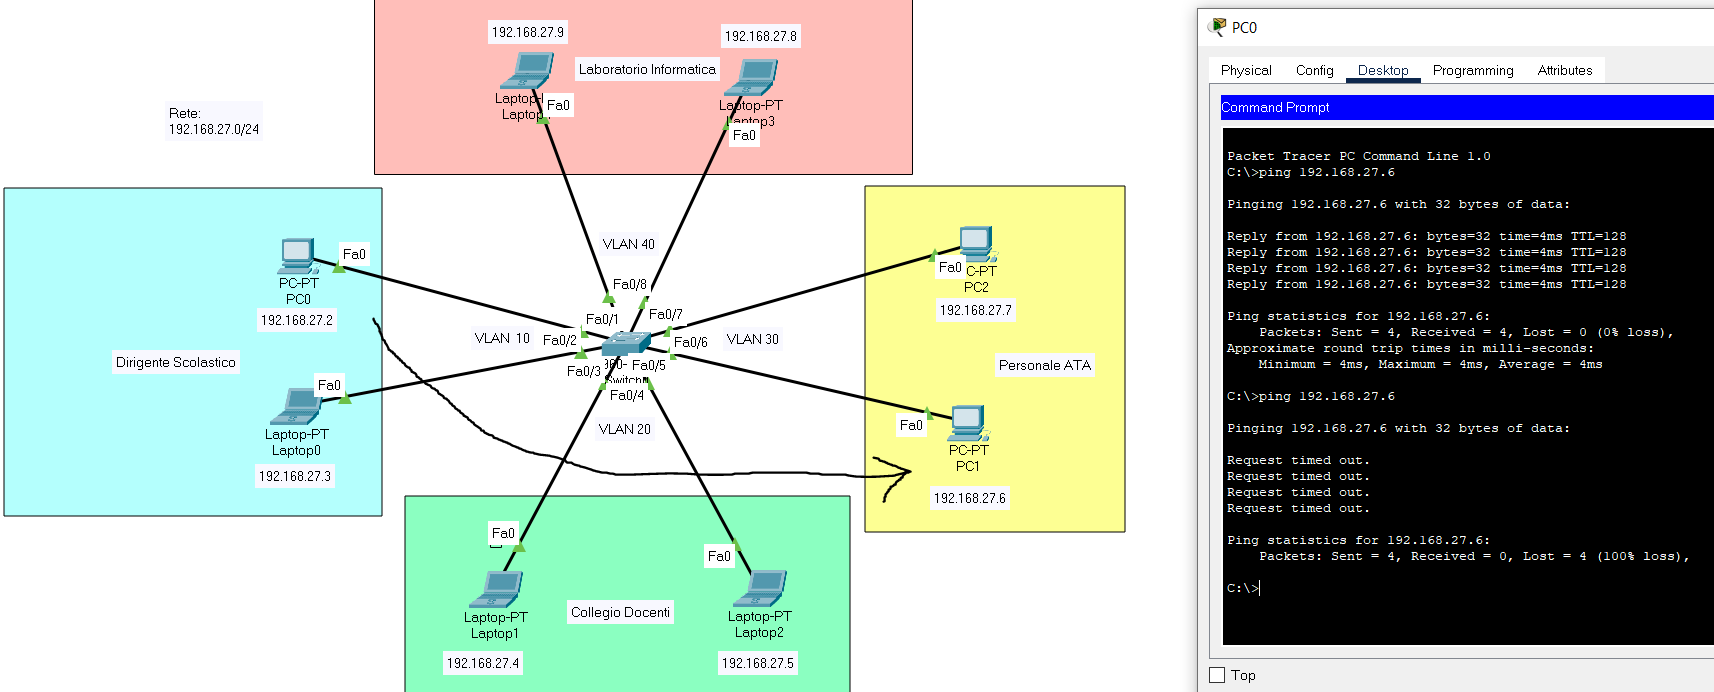 192.168.27.9
192.168.27.8
Laboratorio Informatica
Fa0
Laptop-PT
Laptop3
Fa0
Rete:
192.168.27.0/24
VLAN 40
Fa0
PC-PT
PC0
192.168.27.2
Fa0/8
Fa0/7
Fa0/1
Fa0/2
Fa0/6
Fa0/3
Fa0/5
Fa0/4
VLAN 10
VLAN 30
VLAN 20
Fa0
C-PT
PC2
192.168.27.7
Dirigente Scolastico
Personale ATA
Fa0
Laptop-PT
Laptop0
192.168.27.3
Fa0
PC-PT
PC1
192.168.27.6
Fa0
Laptop-PT
Laptop1
192.168.27.4
Collegio Docenti
Fa0
Laptop-PT
Laptop2
192.168.27.5
PC0
Physical Config Desktop Programming Attributes
Command Prompt
Packet Tracer PC Command Line 1.0
C:\>ping 192.168.27.6
Pinging 192.168.27.6 with 32 bytes of data:
Reply from 192.168.27.6: bytes=32 time=4ms TTL=128
Reply from 192.168.27.6: bytes=32 time=4ms TTL=128
Reply from 192.168.27.6: bytes=32 time=4ms TTL=128
Reply from 192.168.27.6: bytes=32 time=4ms TTL=128
Ping statistics for 192.168.27.6:
Packets: Sent = 4, Received = 4, Lost = 0 (0% loss),
Approximate round trip times in milli-seconds:
Minimum = 4ms, Maximum = 4ms, Average = 4ms
C:\>ping 192.168.27.6
Pinging 192.168.27.6 with 32 bytes of data:
Request timed out.
Request timed out.
Request timed out.
Request timed out.
Ping statistics for 192.168.27.6:
Packets: Sent = 4, Received = 0, Lost = 4 (100% loss),
C:\>
Top